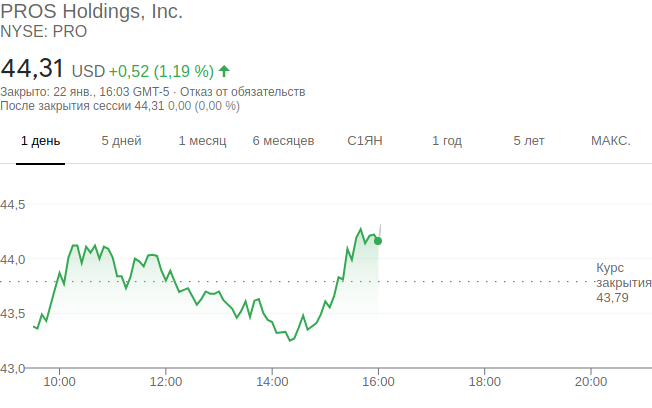 PROS Holdings, Inc.
NYSE: PRO
44,31 USD +0,52 (1,19 %)
Закрыто: 22 янв., 16:03 GMT-5 · Отказ от обязательств
После закрытия сессии 44,31 0,00 (0,00 %)
1 день 5 дней 1 месяц 6 месяцев С1ЯН 1 год 5 лет МАКС.
44,5
44,0
Курс
закрытия
43,79
43,5
43,0
10:00 12:00 14:00 16:00 18:00 20:00